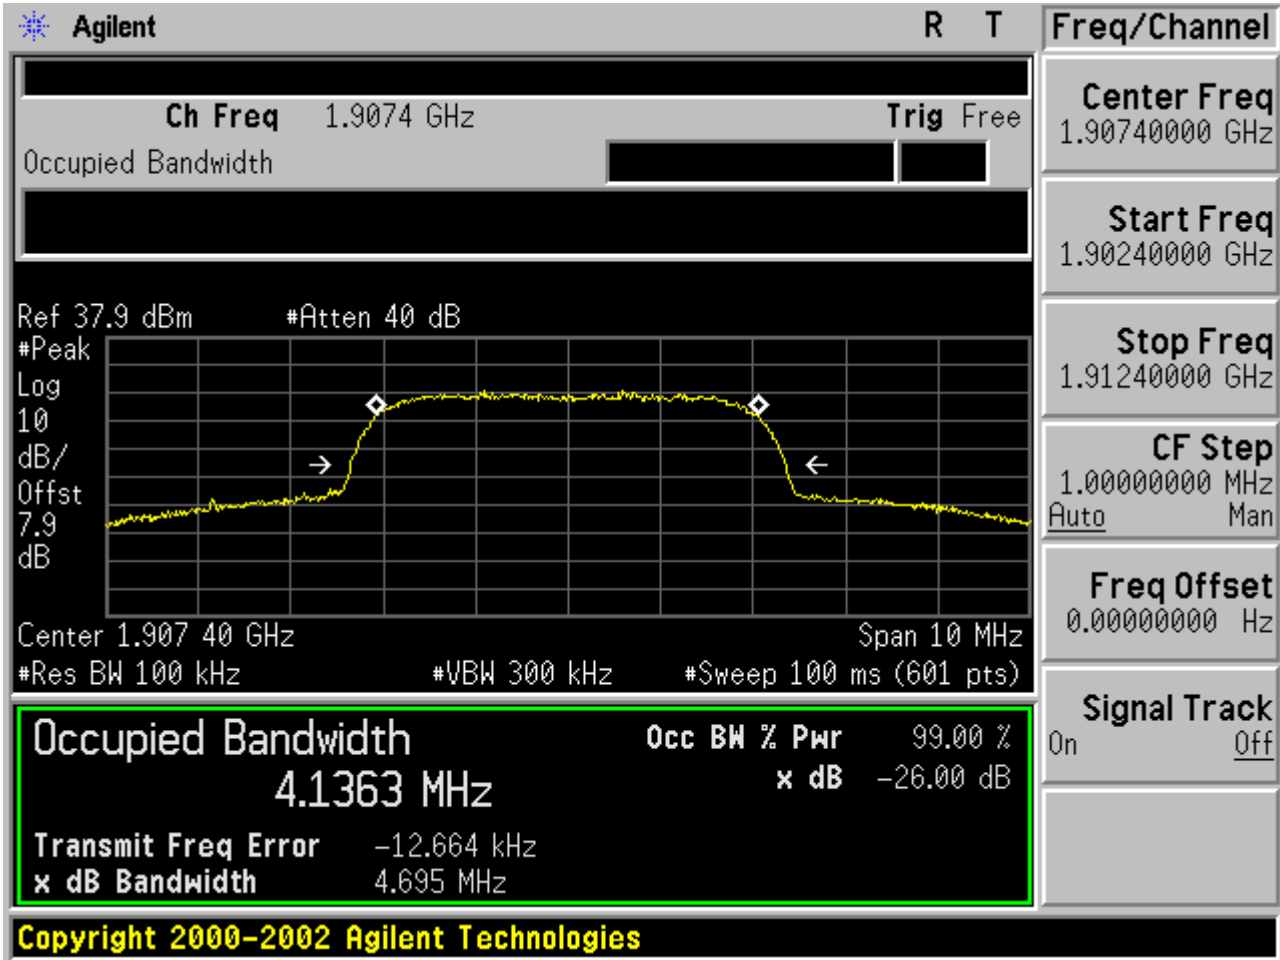 Agilent R T
Ch Freq 1.9074 GHz Trig Free
Occupied Bandwidth
Ref 37.9 dBm #Atten 40 dB
#Peak
Log
10
dB/
Offst
7.9
dB
Center 1.907 40 GHz Span 10 MHz
#Res BW 100 kHz #VBW 300 kHz #Sweep 100 ms (601 pts)
Occupied Bandwidth
4.1363 MHz
Occ BW % Pwr 99.00 %
x dB -26.00 dB
Transmit Freq Error -12.664 kHz
x dB Bandwidth 4.695 MHz
Copyright 2000-2002 Agilent Technologies
Freq/Channel
Center Freq
1.90740000 GHz
Start Freq
1.90240000 GHz
Stop Freq
1.91240000 GHz
CF Step
1.00000000 MHz
Auto Man
Freq Offset
0.00000000 Hz
Signal Track
On Off